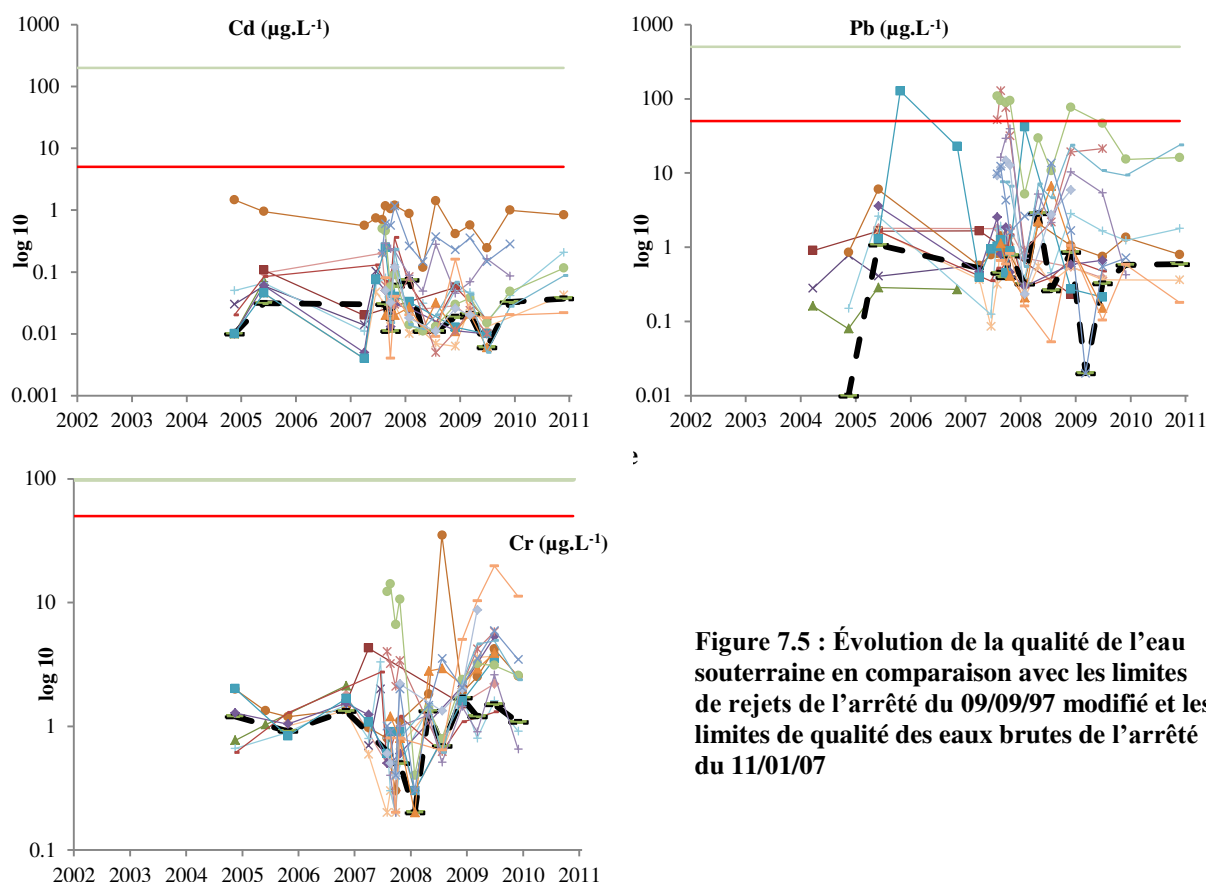 Cd (µg.L-1)
1000
100
10
1
0.1
0.01
0.001
log 10
2002 2003 2004 2005 2006 2007 2008 2009 2010 2011
Pb (µg.L-1)
1000
100
10
1
0.1
0.01
log 10
2002 2003 2004 2005 2006 2007 2008 2009 2010 2011
e
Cr (µg.L-1)
100
10
1
0.1
log 10
2002 2003 2004 2005 2006 2007 2008 2009 2010 2011
Figure 7.5 : Évolution de la qualité de l’eau
souterraine en comparaison avec les limites
de rejets de l’arrêté du 09/09/97 modifié et les
limites de qualité des eaux brutes de l’arrêté
du 11/01/07